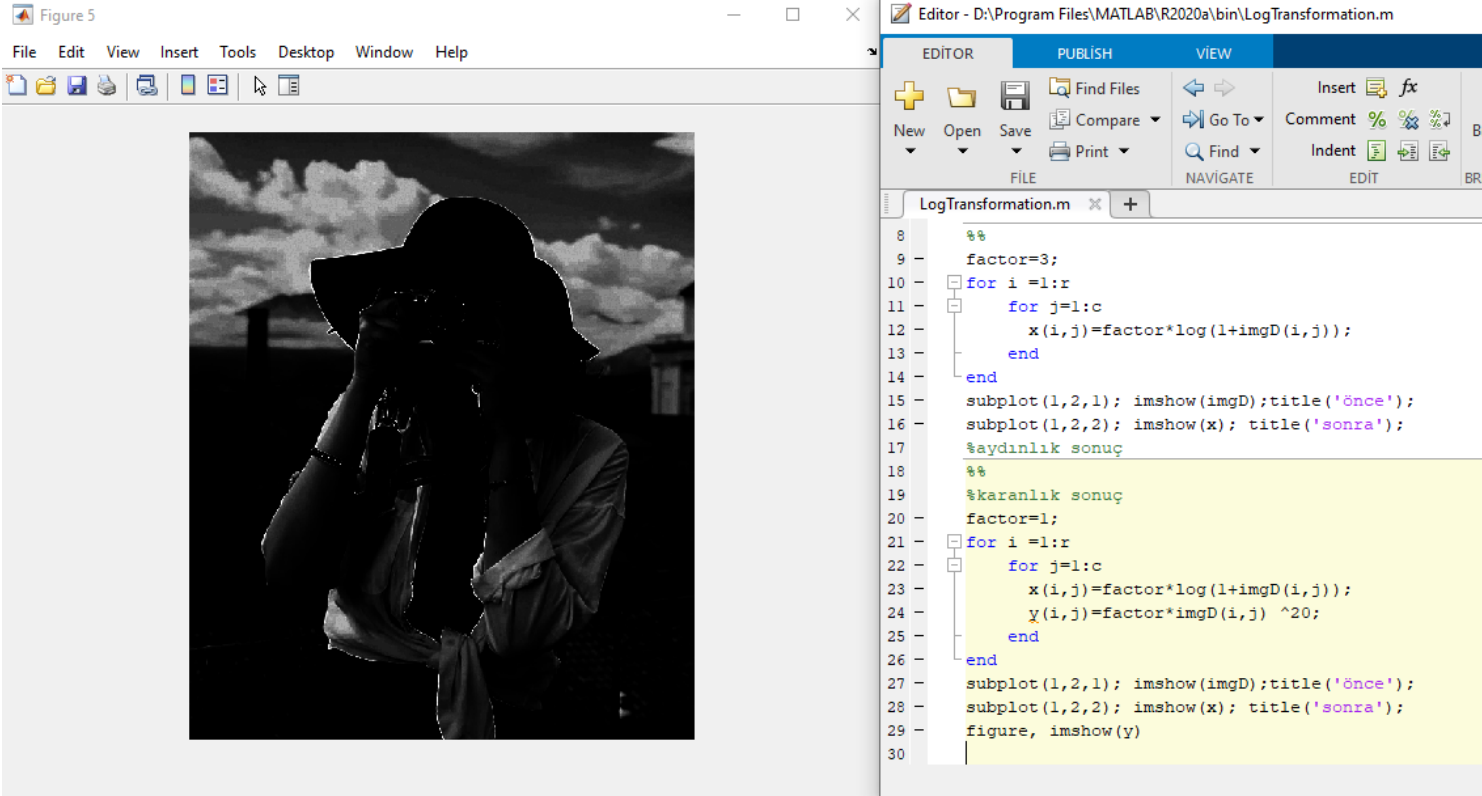 Figure 5
File Edit View Insert Tools Desktop Window Help
Editor - D:\Program Files\MATLAB\R2020a\bin\LogTransformation.m
EDİTOR PUBLİSH VİEW
New Open Save
Find Files
Compare
Print
Go To
Find
Insert fx
Comment
Indent
B
FİLE NAVİGATE EDİT BR
LogTransformation.m
8 %%
9 factor=3;
10 for i =1:r
11 for j=1:c
12 x(i,j)=factor*log(1+imgD(i,j));
13 end
14 end
15 subplot(1,2,1); imshow(imgD);title('önce');
16 subplot(1,2,2); imshow(x); title('sonra');
17 %aydınlık sonuç
18 %%
19 %karanlık sonuç
20 factor=1;
21 for i =1:r
22 for j=1:c
23 x(i,j)=factor*log(1+imgD(i,j));
24 y(i,j)=factor*imgD(i,j) ^20;
25 end
26 end
27 subplot(1,2,1); imshow(imgD);title('önce');
28 subplot(1,2,2); imshow(x); title('sonra');
29 figure, imshow(y)
30